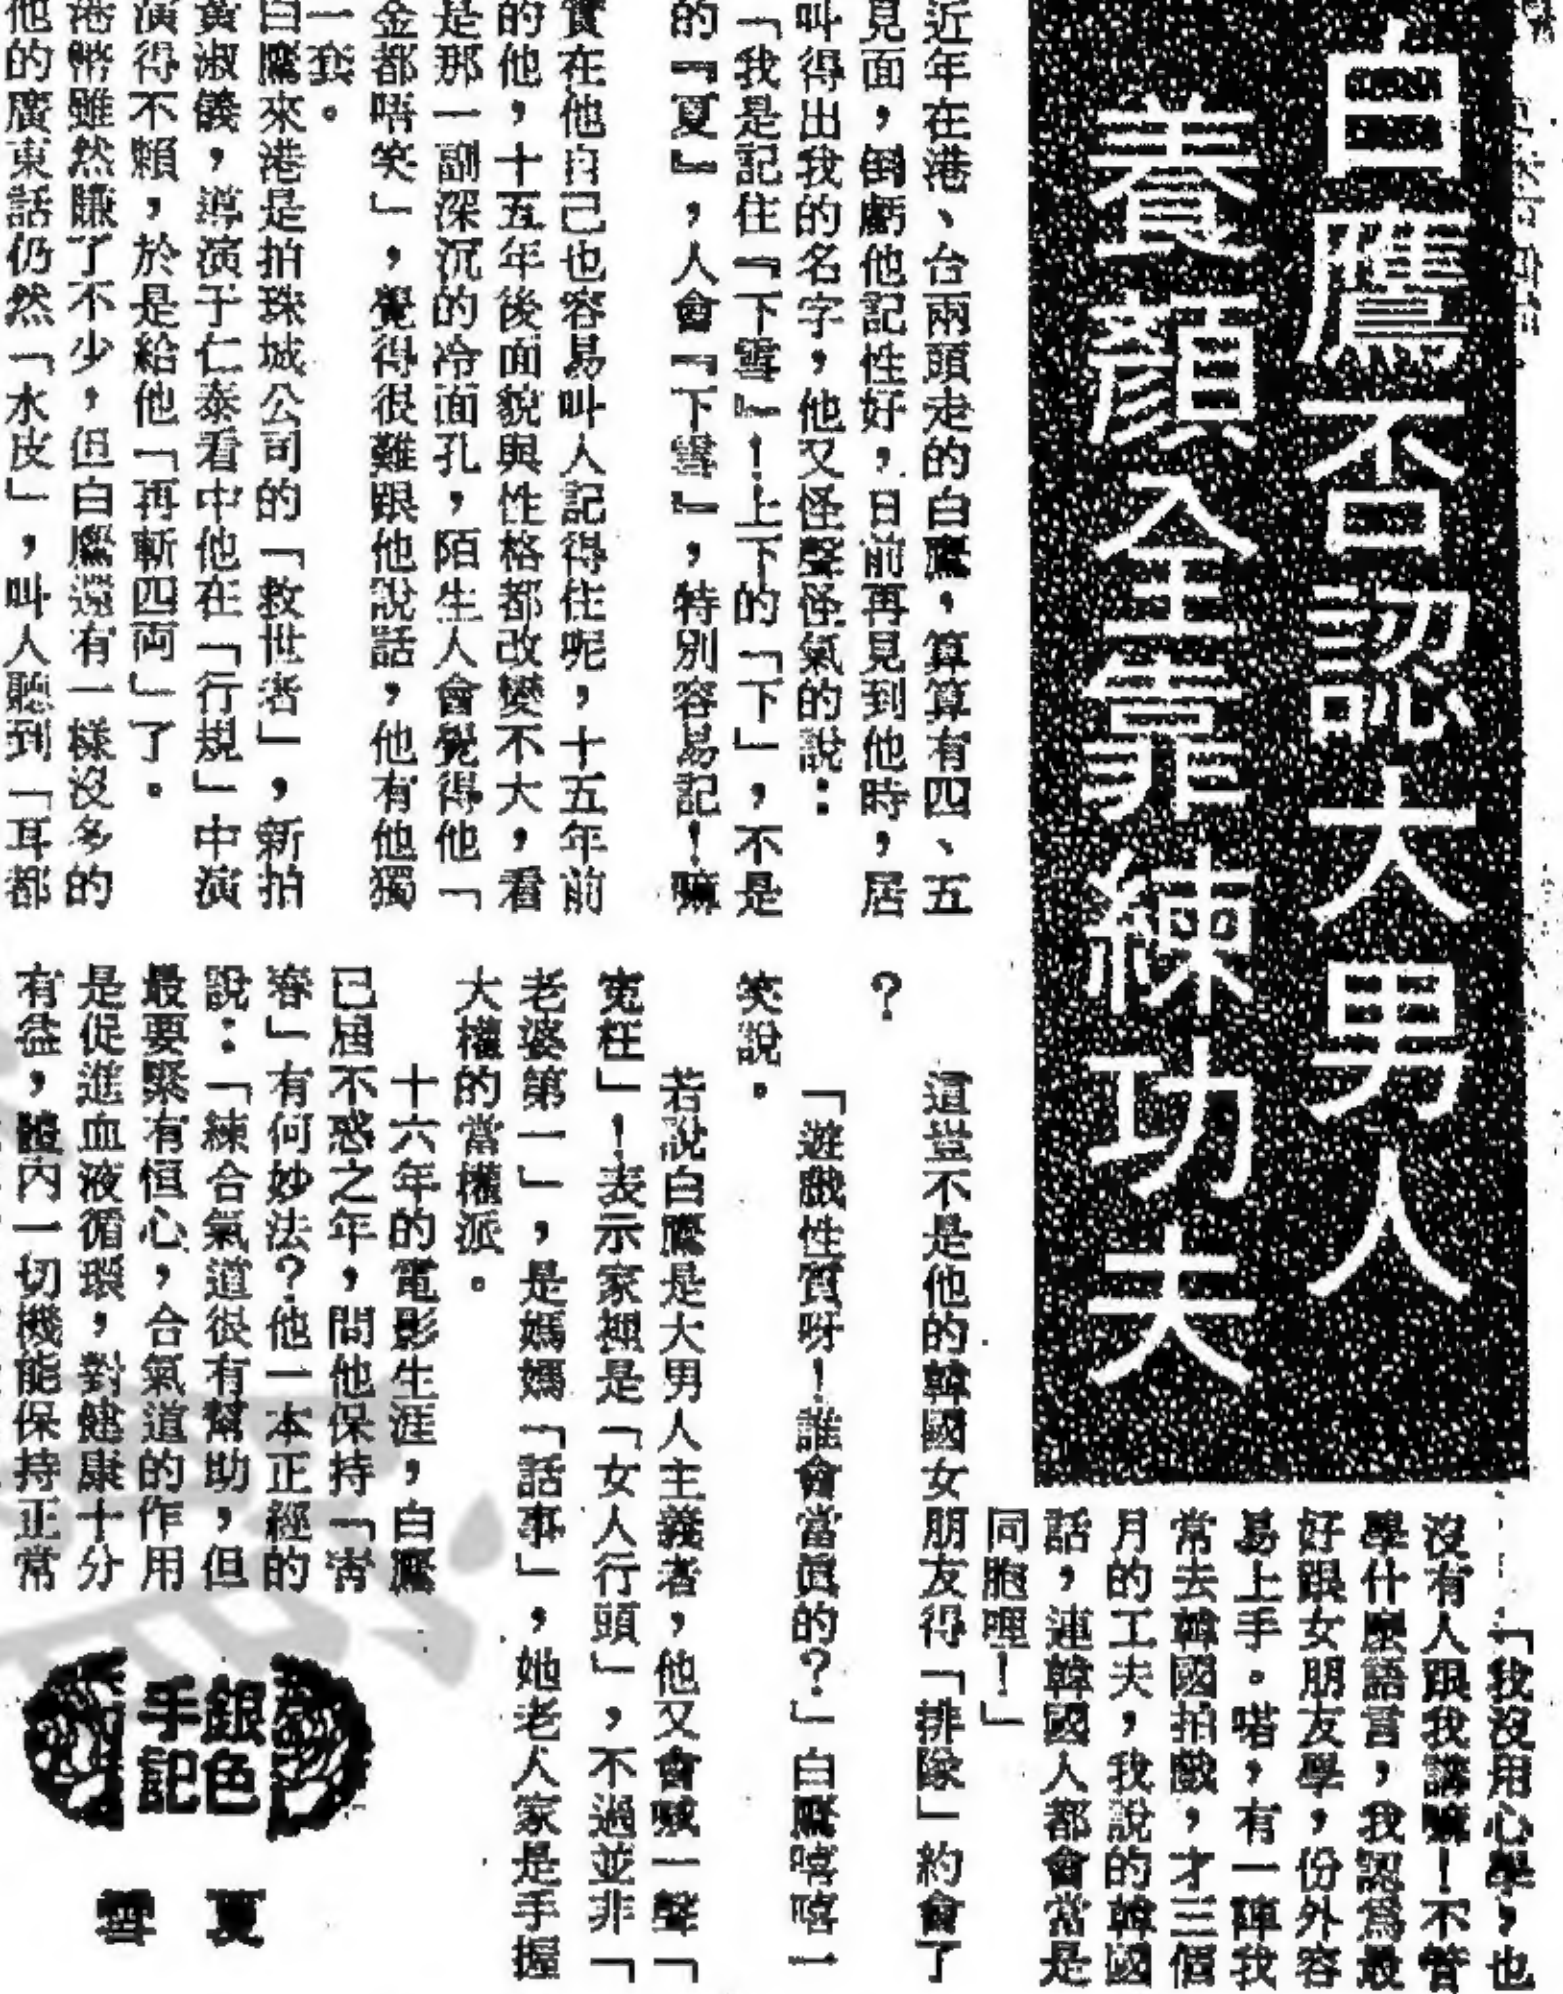 白鷹否認大男人
養顏全靠練功夫
近年在港、台兩頭走的白鷹，算算有四、五
見面，倒虧他記性好，日前再見到他時，居
叫得出我的名字，他又怪聲怪氣的說：
「我是記住『下雪』！上下的「下」，不是
的『夏』，人會『下雪』，特別容易記！嘛
實在他自己也容易叫人記得住呢，十五年前
的他，十五年後面貌與性格都改變不大，看
是那一副深沉的冷面孔，陌生人會覺得他「
金都唔笑」，覺得很難跟他說話，他有他獨
一套。
白鷹來港是拍珠城公司的「救世者」，新拍
黃淑儀，導演于仁泰看中他在「行規」中演
演得不賴，於是給他「再斬四両」了。
港幣雖然賺了不少，但白鷹還有一樣沒多的
他的廣東話仍然「水皮」，叫人聽到「耳都
「我沒用心學，也
沒有人跟我講嘛！不管
學什麼語言，我認爲最
好跟女朋友學，份外容
易上手。喏，有一陣我
常去韓國拍戲，才三個
月的工夫，我說的韓國
話，連韓國人都會當是
同胞哩！」
這豈不是他的韓國女朋友得「排隊」約會了
？
「遊戲性質呀！誰會當眞的？」白鷹嘻嘻一
笑說。
若說白鷹是大男人主義者，他又會喊一聲「
寃枉」！表示家裡是「女人行頭」，不過並非「
老婆第一」，是媽媽「話事」，她老人家是手握
大權的當權派。
十六年的電影生涯，白鷹
已屆不惑之年，問他保持「靑
春」有何妙法？他一本正經的
說：「練合氣道很有幫助，但
最要緊有恒心，合氣道的作用
是促進血液循環，對健康十分
有益，體內一切機能保持正常
銀色
手記
夏雪